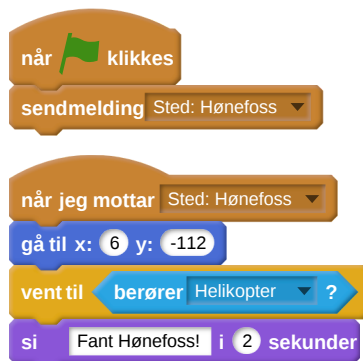 når klikkes
sendmelding Sted: Hønefoss
når jeg mottar Sted: Hønefoss
gå til x: 6 y: -112
vent til berører Helikopter ?
si Fant Hønefoss! i 2 sekunder